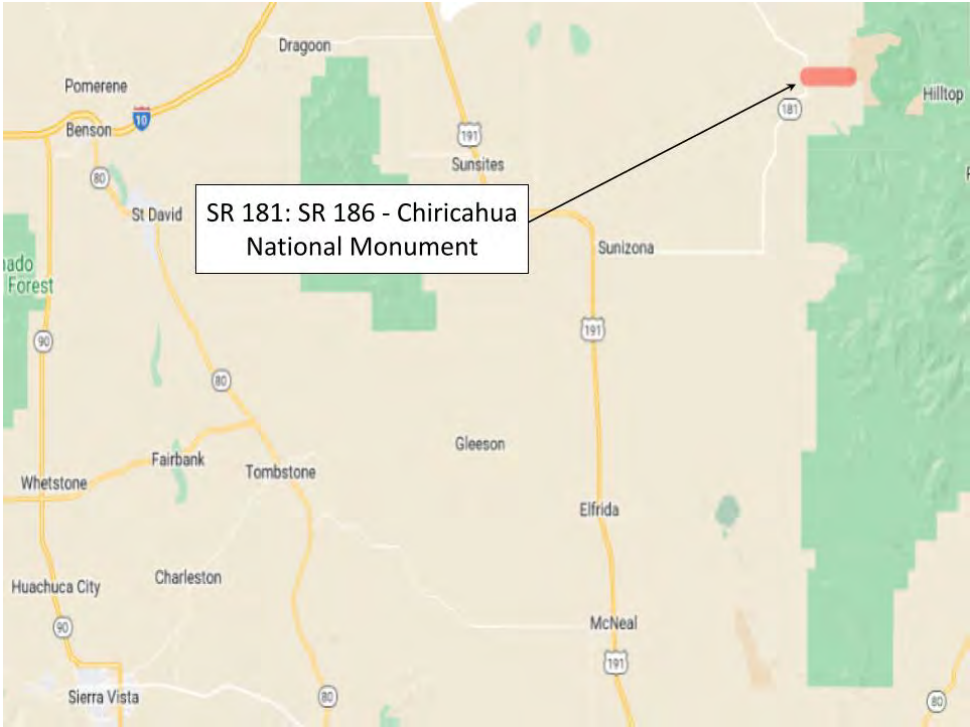 Dragoon
Pomerene
10
Benson
80
191
Sunsites
181
Hilltop
St David
SR 181: SR 186 - Chiricahua
National Monument
Sunizona
nado
Forest
90
191
80
Gleeson
Fairbank
Tombstone
Whetstone
Elfrida
Huachuca City
Charleston
McNeal
90
191
Sierra Vista
80
80